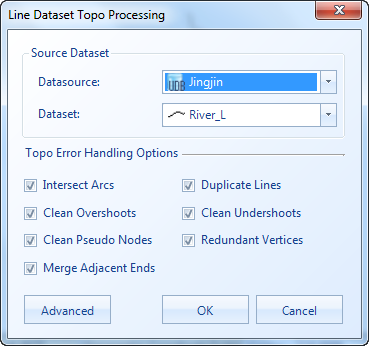 Line Dataset Topo Processing
Source Dataset
Datasource: UDB Jingjin
Dataset: River_L
Topo Error Handling Options
Intersect Arcs Duplicate Lines
Clean Overshoots Clean Undershoots
Clean Pseudo Nodes Redundant Vertices
Merge Adjacent Ends
Advanced OK Cancel